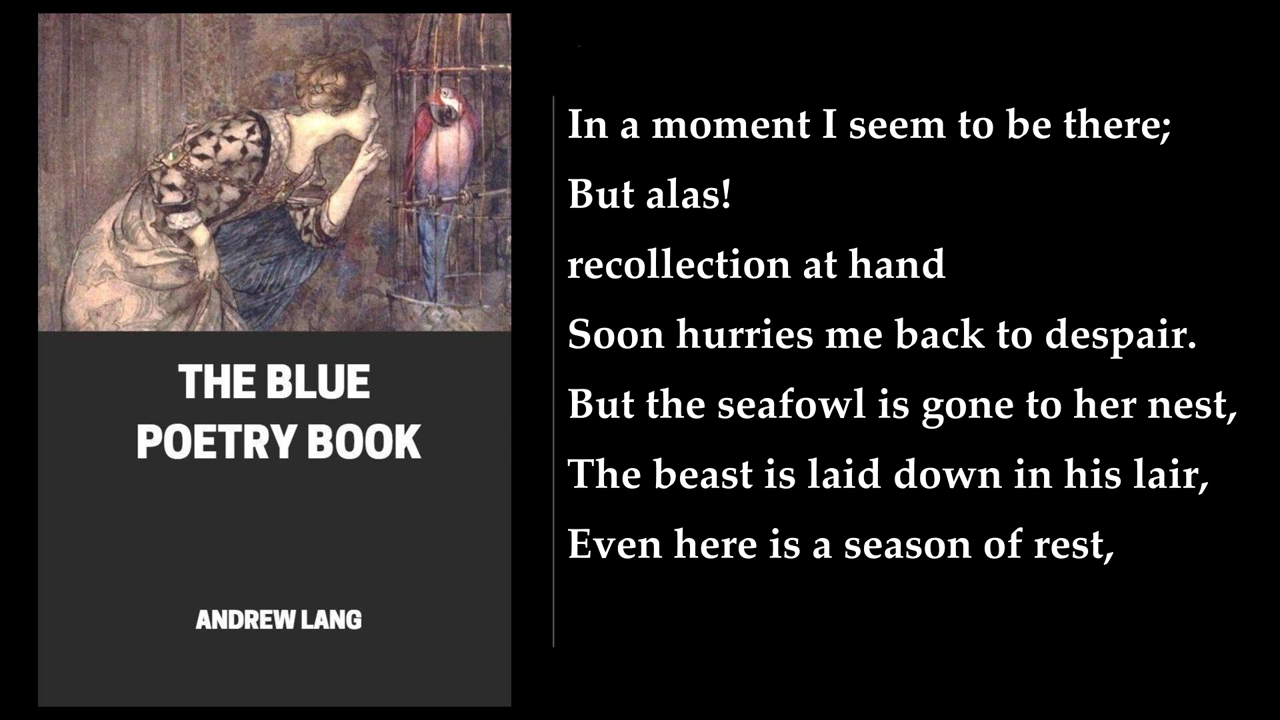 THE BLUE
POETRY BOOK
ANDREW LANG
In a moment I seem to be there;
But alas!
recollection at hand
Soon hurries me back to despair.
But the seafowl is gone to her nest,
The beast is laid down in his lair,
Even here is a season of rest,